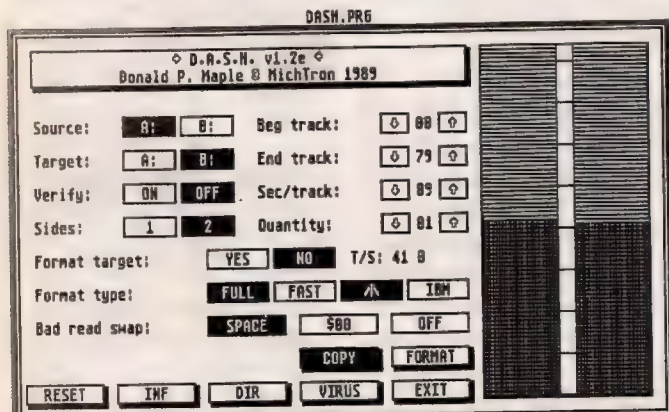 DASM.PRG
◊ D.A.S.M. v1.2e ◊
Donald P. Maple © MichTron 1989
Source: A: B: Beg track: 00
Target: A: B: End track: 79
Verify: ON OFF Sec/track: 09
Sides: 1 2 Quantity: 01
Format target: YES NO T/S: 41 0
Format type: FULL FAST IBM
Bad read swap: SPACE $00 OFF
COPY FORMAT
RESET INF DIR VIRUS EXIT